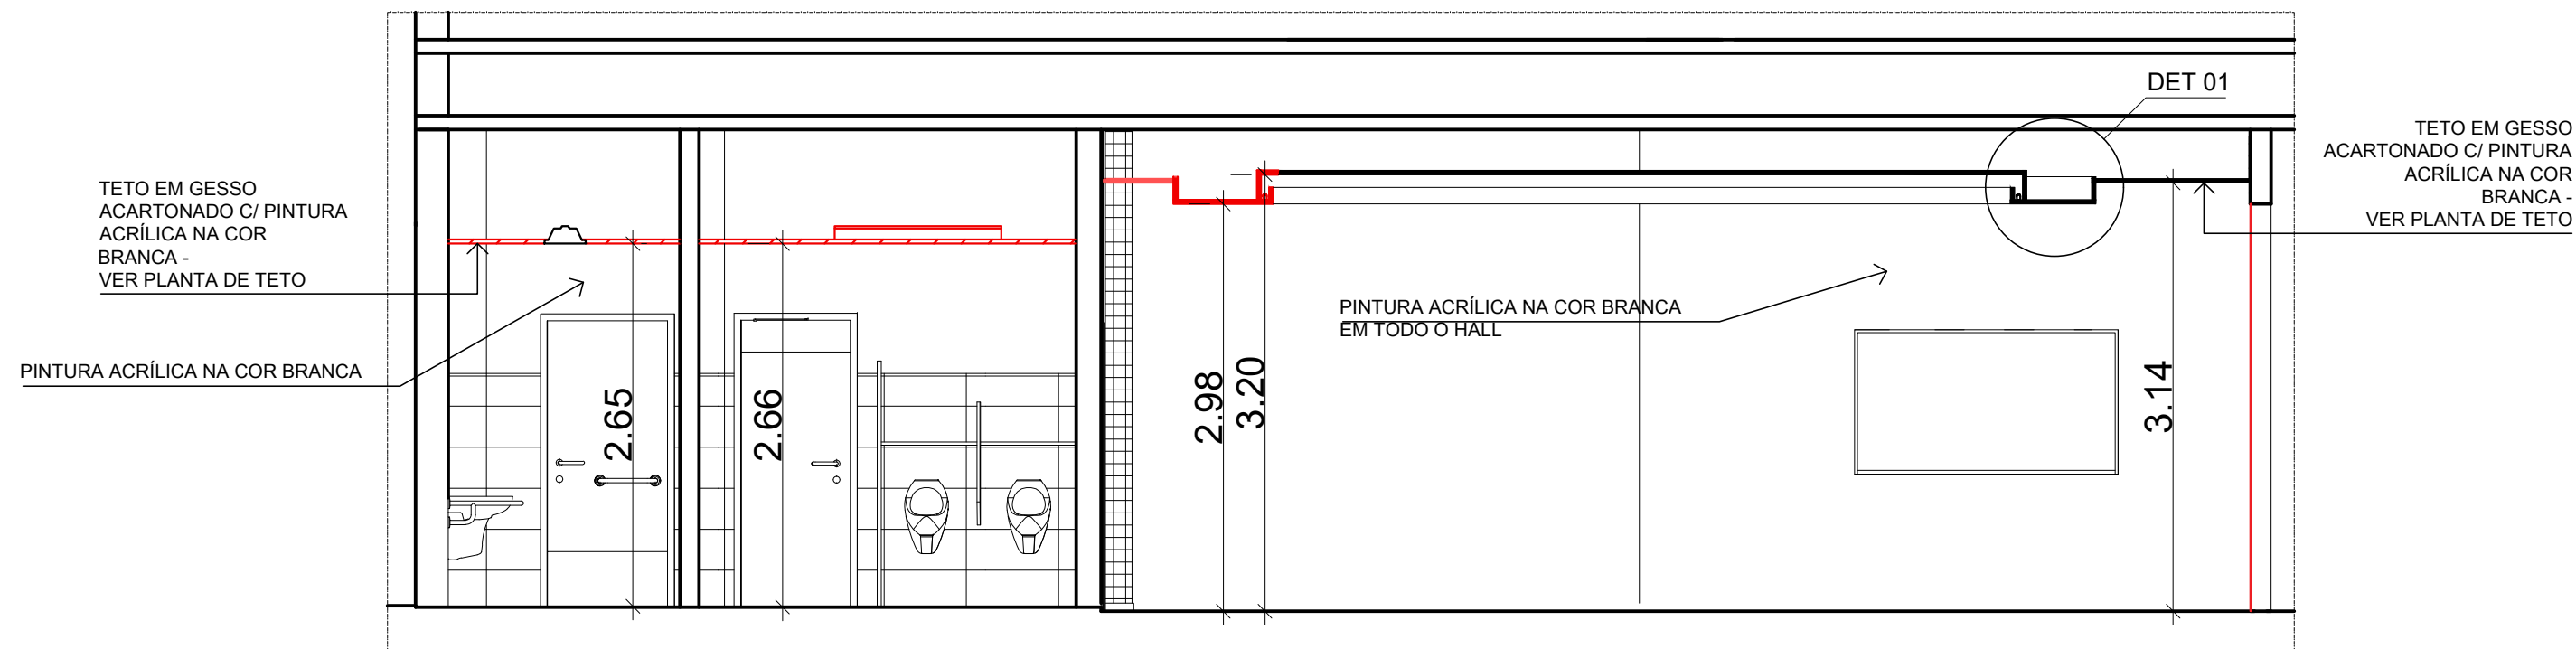 DET 01
TETO EM GESSO
ACARTONADO C/ PINTURA
ACRÍLICA NA COR
BRANCA -
VER PLANTA DE TETO
TETO EM GESSO
ACARTONADO C/ PINTURA
ACRÍLICA NA COR
BRANCA -
VER PLANTA DE TETO
PINTURA ACRÍLICA NA COR BRANCA
EM TODO O HALL
PINTURA ACRÍLICA NA COR BRANCA
2.65
2.66
2.98
3.20
3.14